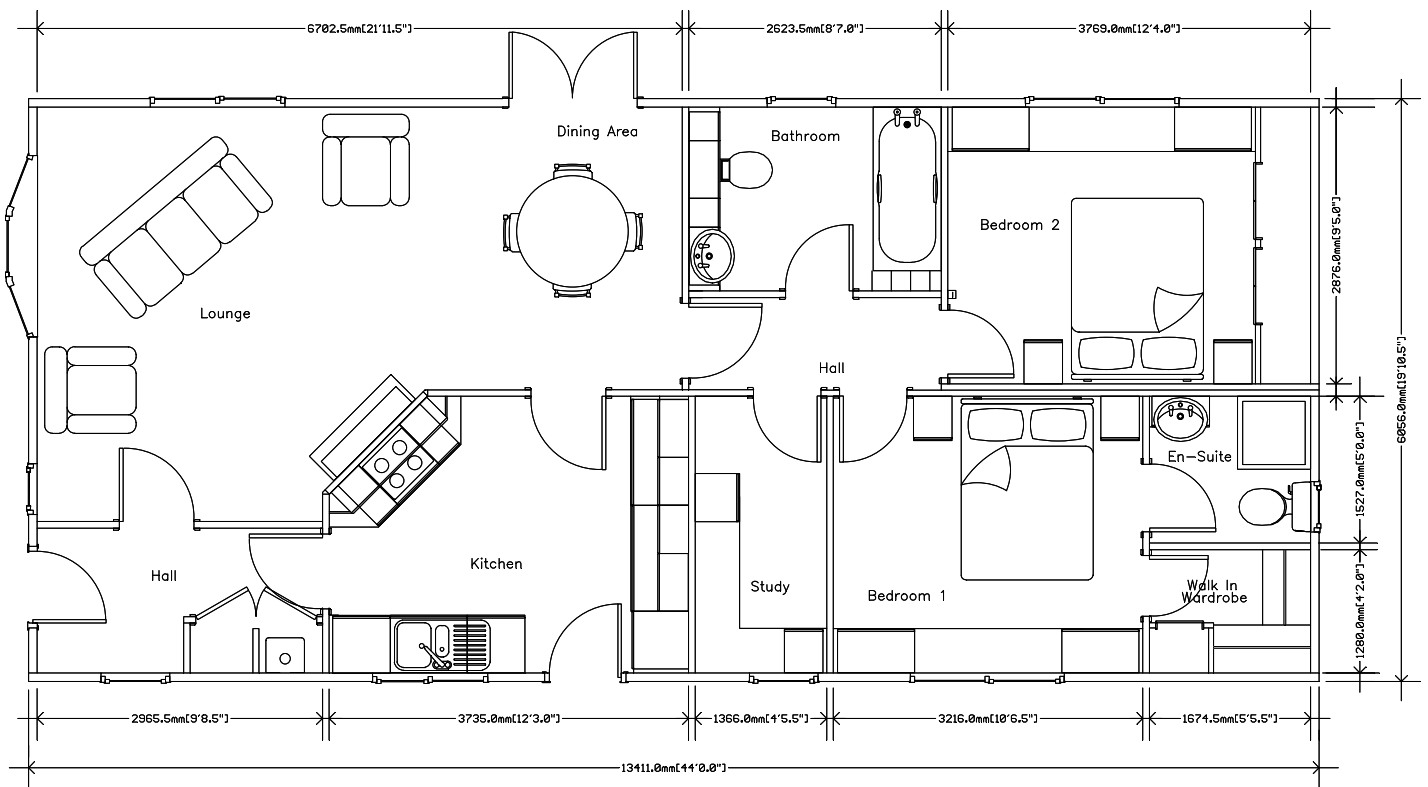 6702.5mm[21'11.5"]
2623.5mm[8'7.0"]
3769.0mm[12'4.0"]
Dining Area
Bathroom
Bedroom 2
2876.0mm[9'5.0"]
Lounge
Hall
6056.0mm[19'10.5"]
En-Suite
1527.0mm[5'0.0"]
Kitchen
Hall
Study
Bedroom 1
Walk In
Wardrobe
1280.0mm[4'2.0"]
2965.5mm[9'8.5"]
3735.0mm[12'3.0"]
1366.0mm[4'5.5"]
3216.0mm[10'6.5"]
1674.5mm[5'5.5"]
13411.0mm[44'0.0"]